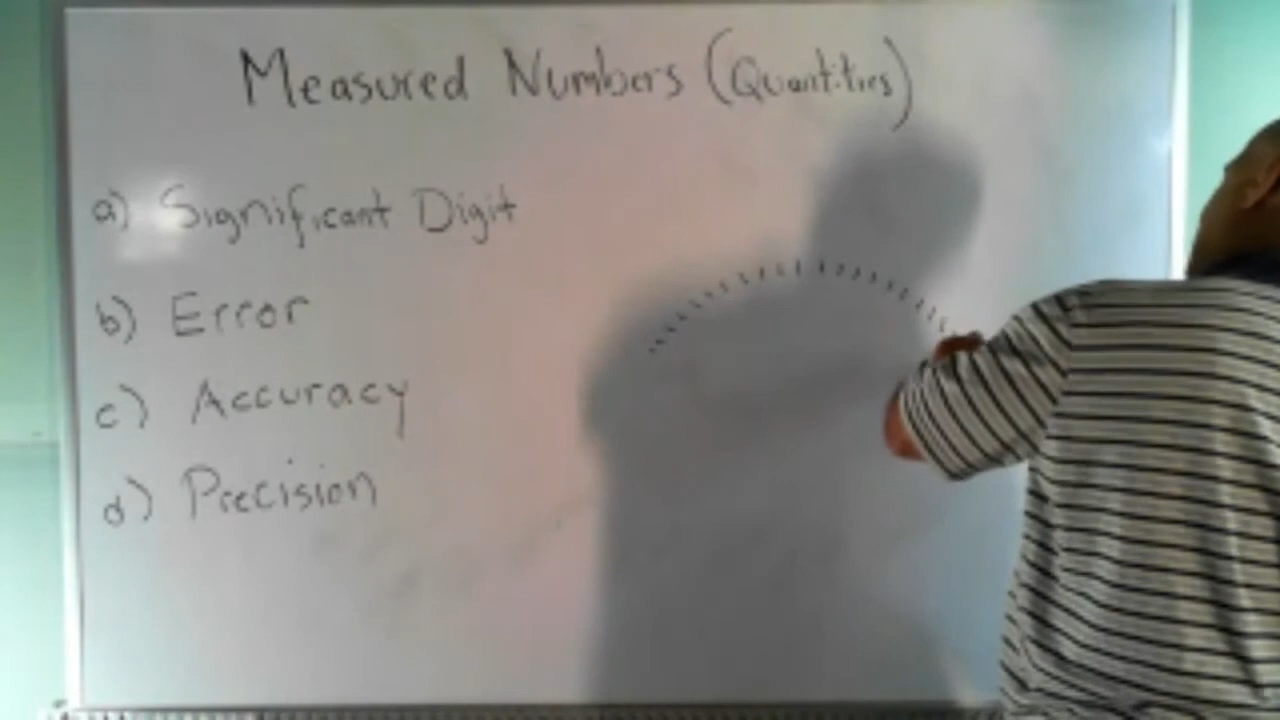 Measured Numbers (Quantities)
a) Significant Digit
b) Error
c) Accuracy
d) Precision